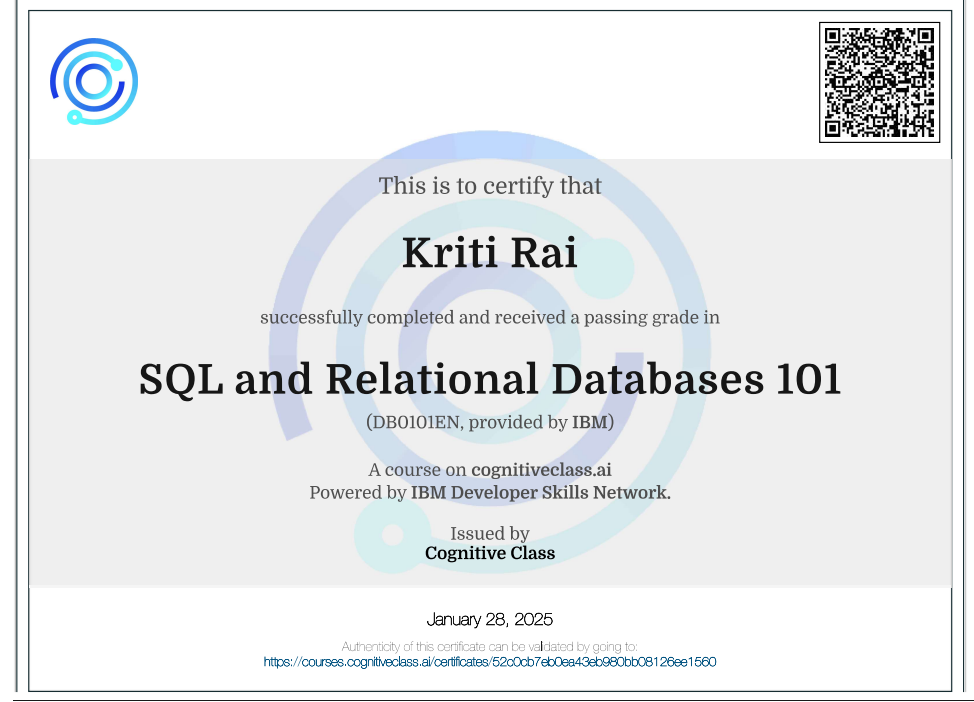 This is to certify that
Kriti Rai
successfully completed and received a passing grade in
SQL and Relational Databases 101
(DB0101EN, provided by IBM)
A course on cognitiveclass.ai
Powered by IBM Developer Skills Network.
Issued by
Cognitive Class
January 28, 2025
Authenticity of this certificate can be validated by going to:
https://courses.cognitiveclass.ai/certificates/52c0cb7eb0ea43eb980bb08126ee1560